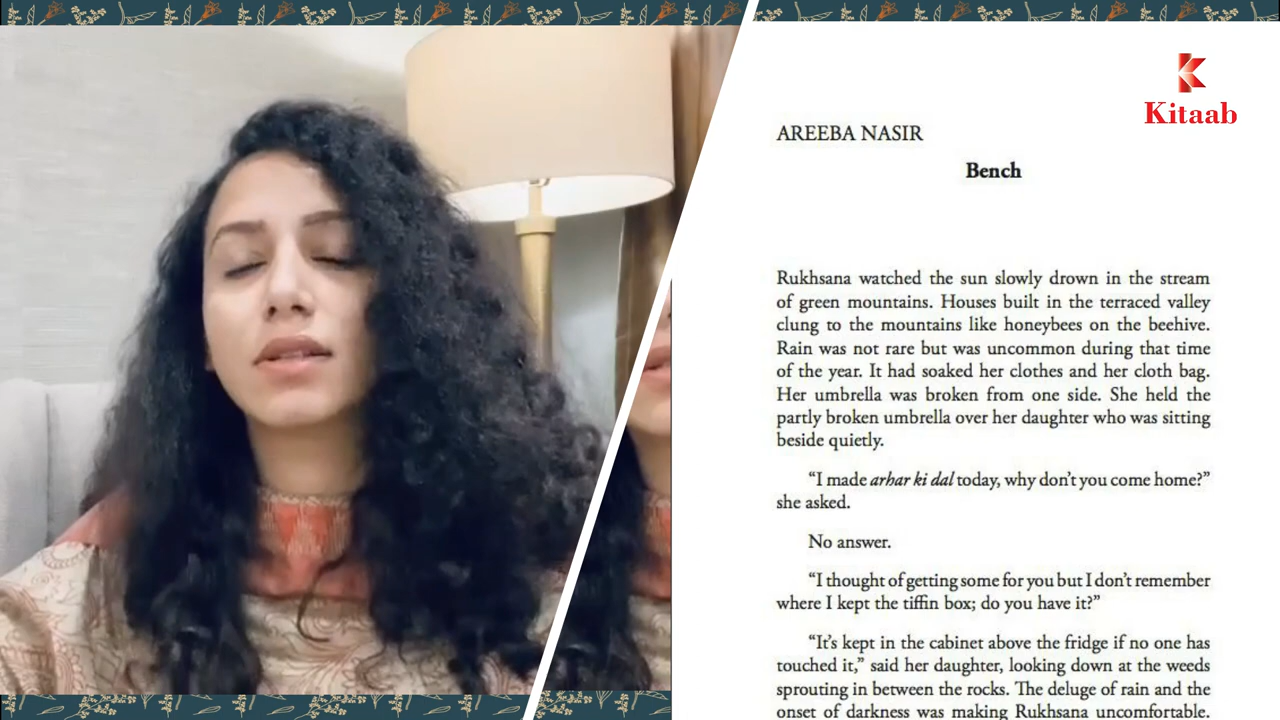 Kitaab
AREEBA NASIR
Bench
Rukhsana watched the sun slowly drown in the stream
of green mountains. Houses built in the terraced valley
clung to the mountains like honeybees on the beehive.
Rain was not rare but was uncommon during that time
of the year. It had soaked her clothes and her cloth bag.
Her umbrella was broken from one side. She held the
partly broken umbrella over her daughter who was sitting
beside quietly.
“I made arhar ki dal today, why don’t you come home?”
she asked.
No answer.
“I thought of getting some for you but I don’t remember
where I kept the tiffin box; do you have it?”
“It’s kept in the cabinet above the fridge if no one has
touched it,” said her daughter, looking down at the weeds
sprouting in between the rocks. The deluge of rain and the
onset of darkness was making Rukhsana uncomfortable.